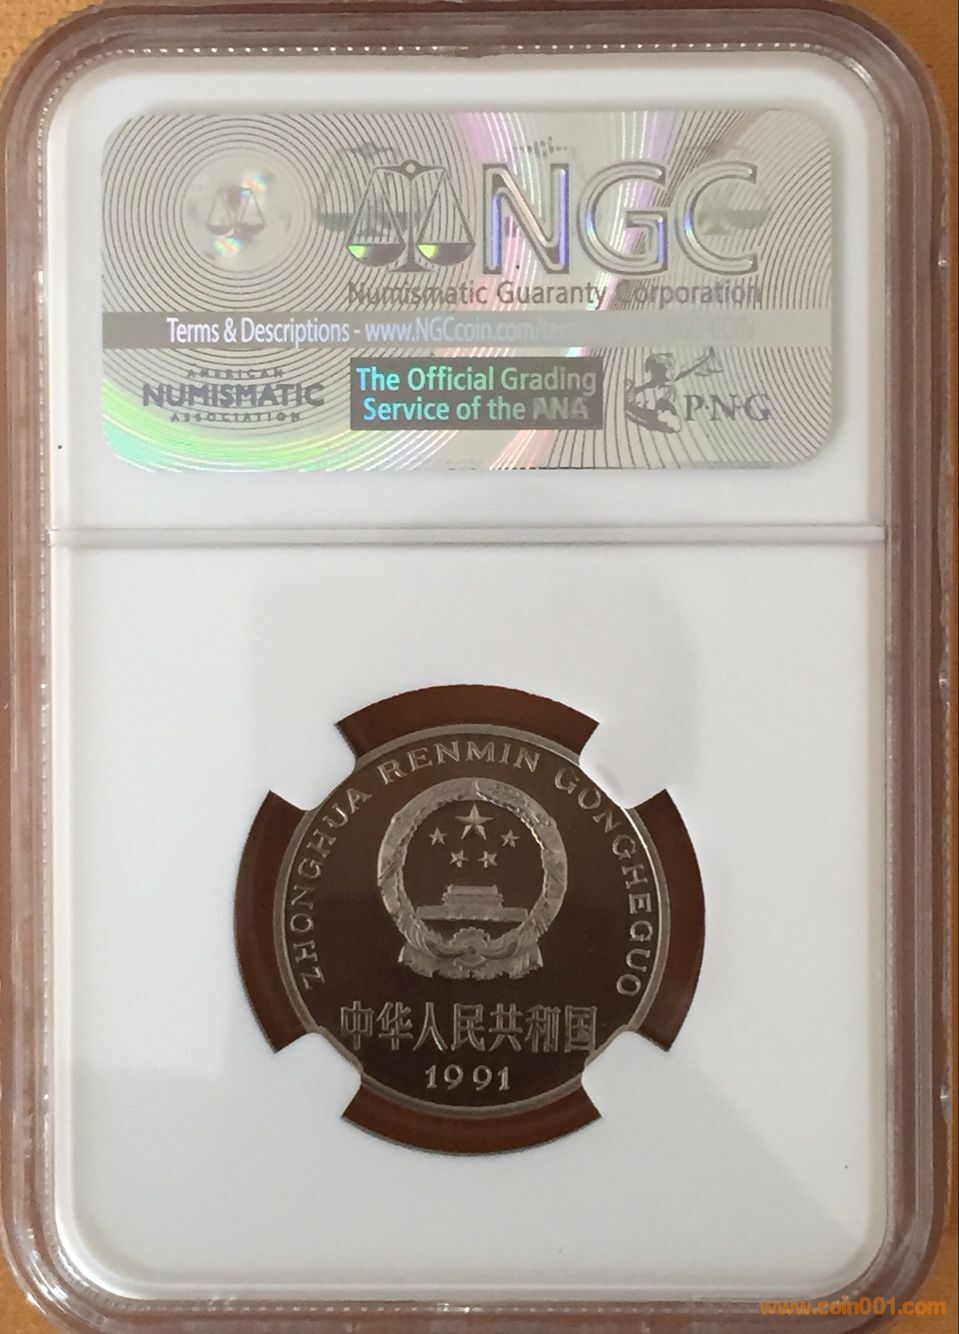 NGC
Numismatic Guaranty Corporation
Terms & Descriptions - www.NGCcoin.com/
AMERICAN
NUMISMATIC
ASSOCIATION
The Official Grading
Service of the ANA
PNG
ZHONGHUA RENMIN GONGHEGUO
中华人民共和国
1991
www.coin001.com